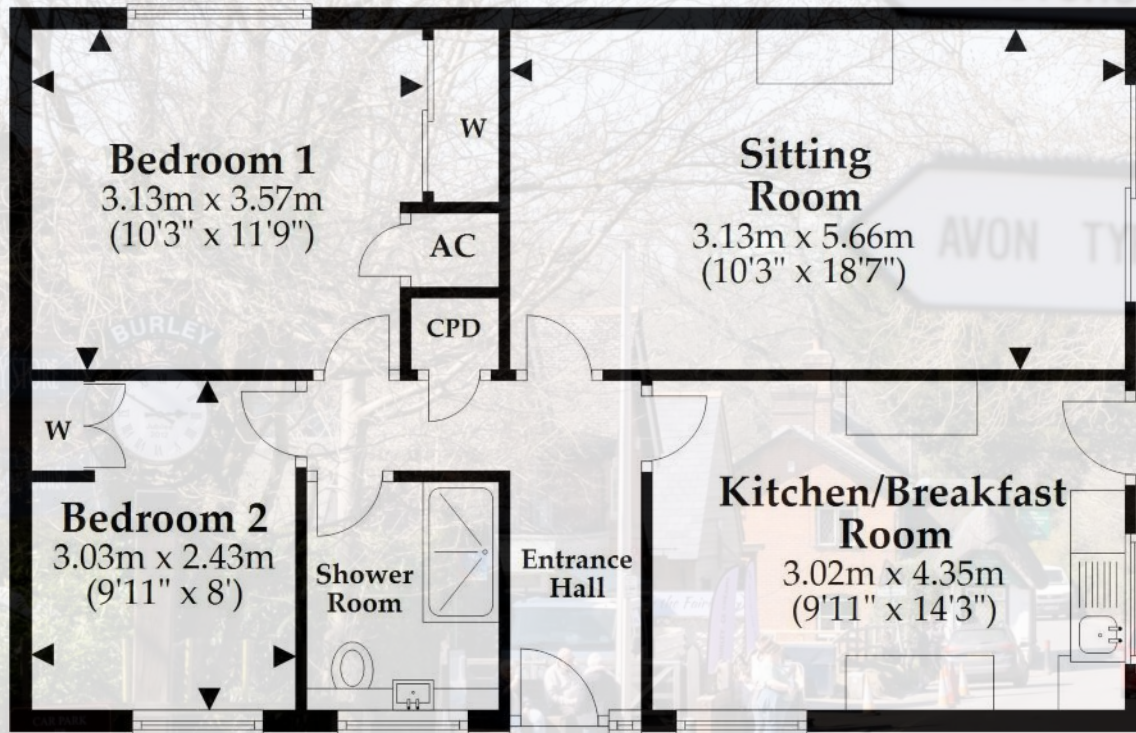 Bedroom 1
3.13m x 3.57m
(10'3" x 11'9")
W
AC
CPD
Sitting
Room
3.13m x 5.66m
(10'3" x 18'7")
AVON TY
BURLEY
W
Bedroom 2
3.03m x 2.43m
(9'11" x 8')
Shower
Room
Entrance
Hall
Kitchen/Breakfast
Room
3.02m x 4.35m
(9'11" x 14'3")
CAR PARK